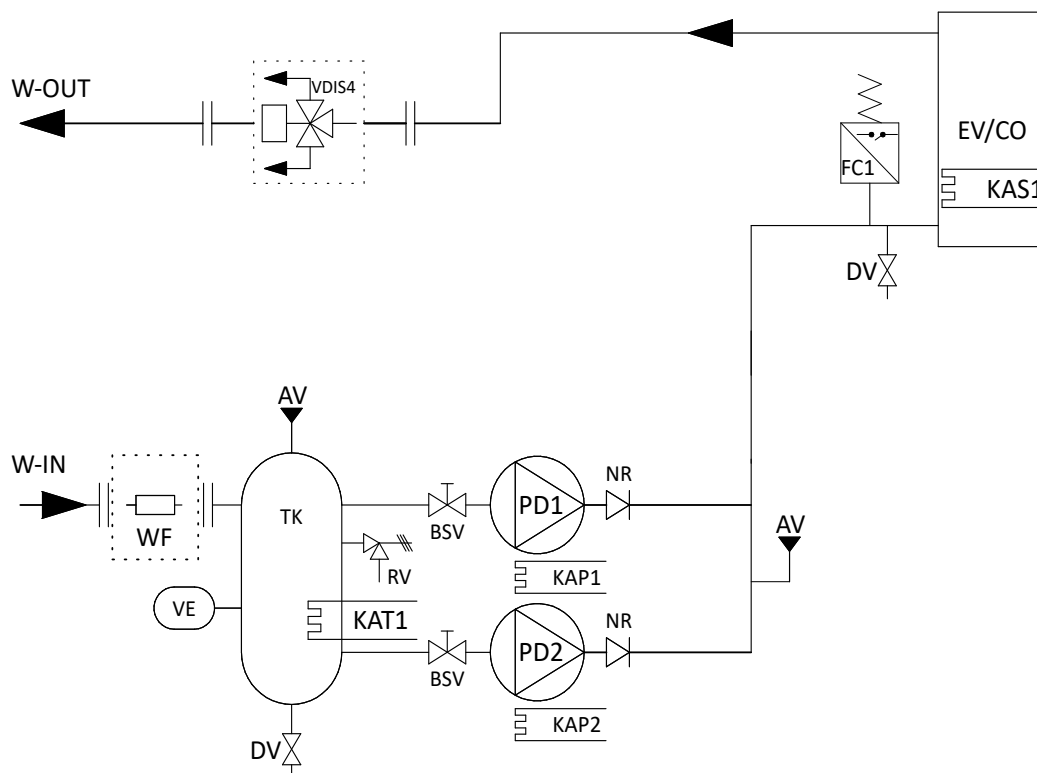 W-OUT
VDIS4
FC1
EV/CO
KAS1
DV
AV
W-IN
WF
TK
BSV
PD1
NR
AV
RV
KAP1
VE
KAT1
BSV
PD2
NR
DV
KAP2